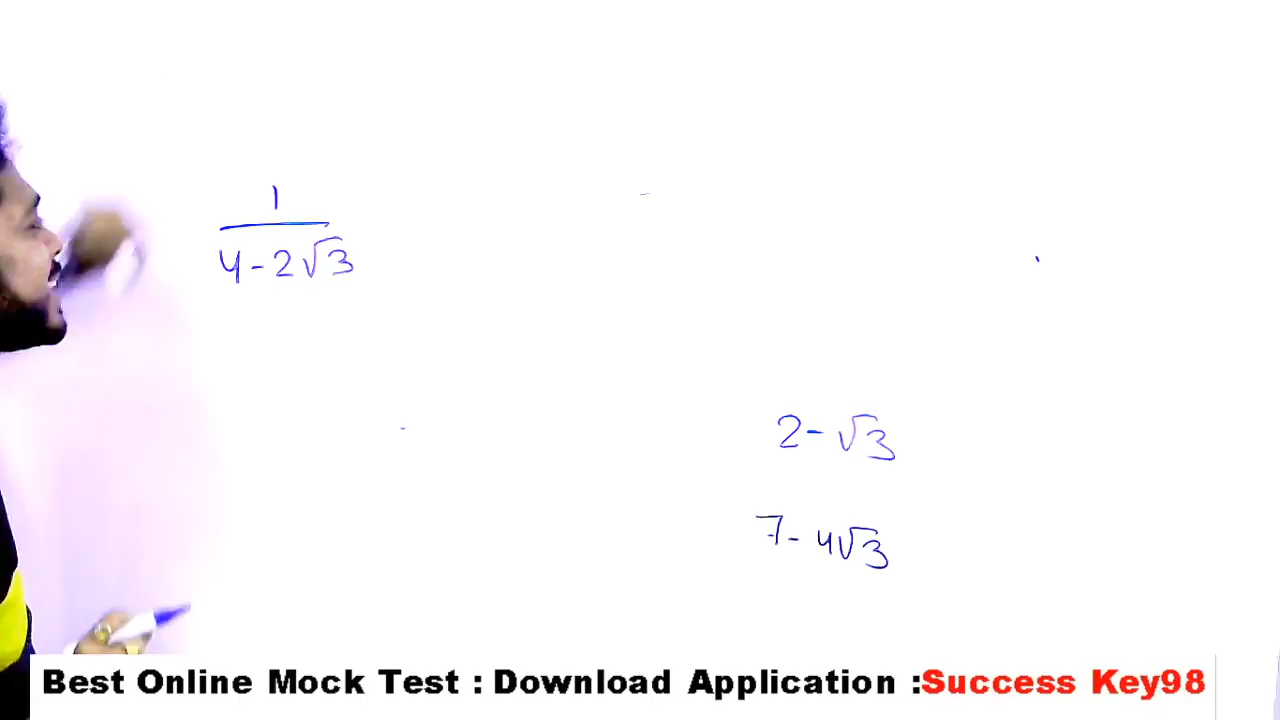 1
4-2√3
2-√3
7-4√3
Best Online Mock Test : Download Application :Success Key98